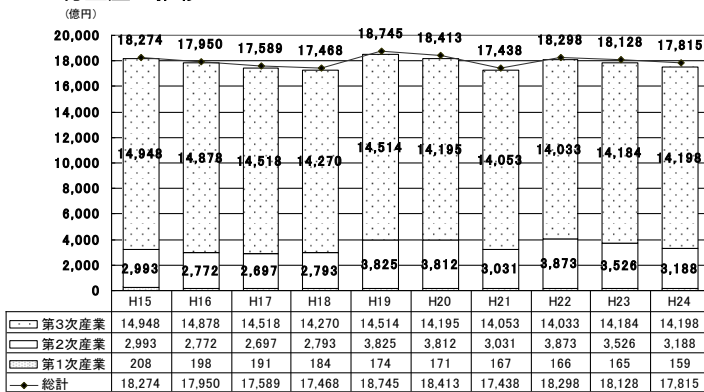 (億円)
20,000
18,000
16,000
14,000
12,000
10,000
8,000
6,000
4,000
2,000
0
18,274 17,950 17,589 17,468 18,745 18,413 17,438 18,298 18,128 17,815
14,948 14,878 14,518 14,270 14,514 14,195 14,053 14,033 14,184 14,198
2,993 2,772 2,697 2,793 3,825 3,812 3,031 3,873 3,526 3,188
H15 H16 H17 H18 H19 H20 H21 H22 H23 H24
第3次産業 14,948 14,878 14,518 14,270 14,514 14,195 14,053 14,033 14,184 14,198
第2次産業 2,993 2,772 2,697 2,793 3,825 3,812 3,031 3,873 3,526 3,188
第1次産業 208 198 191 184 174 171 167 166 165 159
総計 18,274 17,950 17,589 17,468 18,745 18,413 17,438 18,298 18,128 17,815